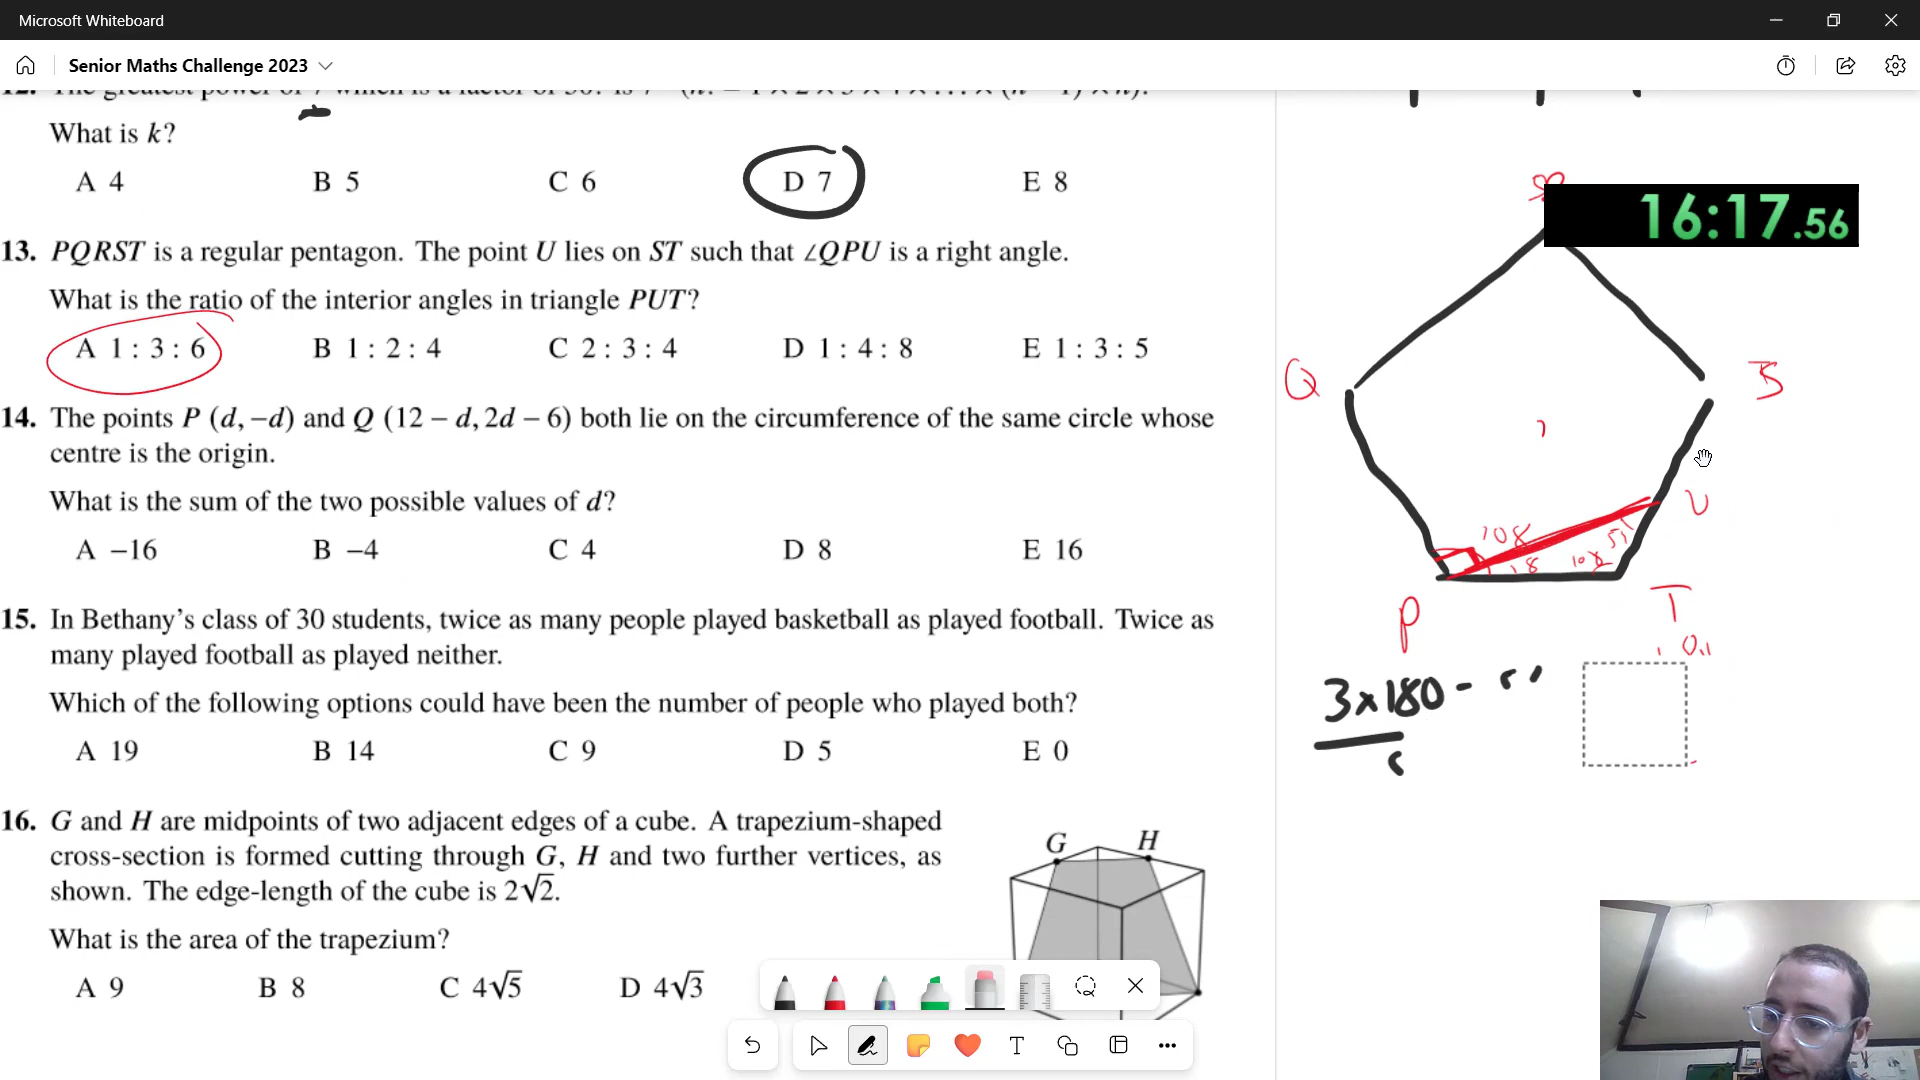 Microsoft Whiteboard
Senior Maths Challenge 2023
What is k?
A 4 B 5 C 6 D 7 E 8
13. PQRST is a regular pentagon. The point U lies on ST such that ∠QPU is a right angle.
What is the ratio of the interior angles in triangle PUT?
A 1 : 3 : 6 B 1 : 2 : 4 C 2 : 3 : 4 D 1 : 4 : 8 E 1 : 3 : 5
14. The points P (d, −d) and Q (12 − d, 2d − 6) both lie on the circumference of the same circle whose
centre is the origin.
What is the sum of the two possible values of d?
A −16 B −4 C 4 D 8 E 16
15. In Bethany's class of 30 students, twice as many people played basketball as played football. Twice as
many played football as played neither.
Which of the following options could have been the number of people who played both?
A 19 B 14 C 9 D 5 E 0
16. G and H are midpoints of two adjacent edges of a cube. A trapezium-shaped
cross-section is formed cutting through G, H and two further vertices, as
shown. The edge-length of the cube is 2√2.
What is the area of the trapezium?
A 9 B 8 C 4√5 D 4√3
G H
16:17.56
Q
U
108
18 108
P T
3×180 -